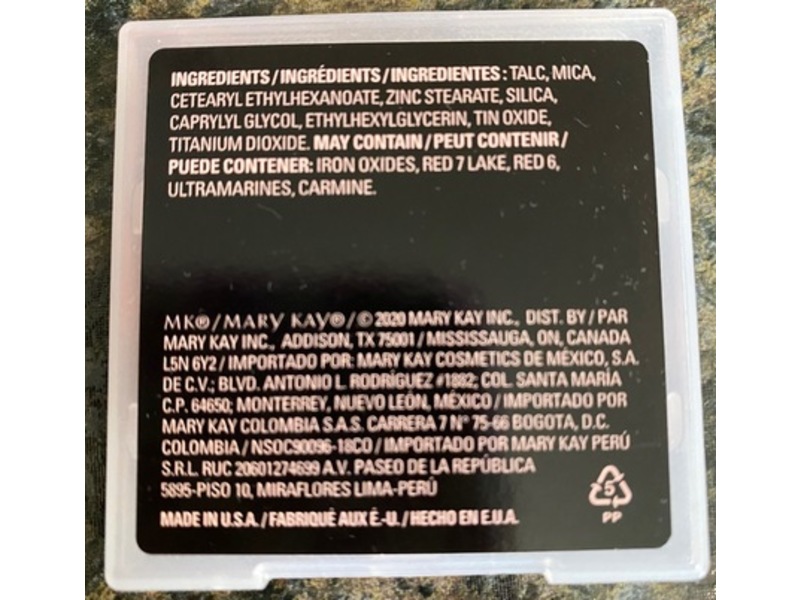 INGREDIENTS / INGRÉDIENTS / INGREDIENTES : TALC, MICA,
CETEARYL ETHYLHEXANOATE, ZINC STEARATE, SILICA,
CAPRYLYL GLYCOL, ETHYLHEXYLGLYCERIN, TIN OXIDE,
TITANIUM DIOXIDE. MAY CONTAIN / PEUT CONTENIR /
PUEDE CONTENER: IRON OXIDES, RED 7 LAKE, RED 6,
ULTRAMARINES, CARMINE.
MK® / MARY KAY® / © 2020 MARY KAY INC., DIST. BY / PAR
MARY KAY INC., ADDISON, TX 75001 / MISSISSAUGA, ON, CANADA
L5N 6Y2 / IMPORTADO POR: MARY KAY COSMETICS DE MÉXICO, S.A.
DE C.V.; BLVD. ANTONIO L. RODRÍGUEZ #1882; COL. SANTA MARÍA
C.P. 64650; MONTERREY, NUEVO LEÓN, MÉXICO / IMPORTADO POR
MARY KAY COLOMBIA S.A.S. CARRERA 7 N° 75-66 BOGOTA, D.C.
COLOMBIA / NSOC90096-18CO / IMPORTADO POR MARY KAY PERÚ
S.R.L. RUC 20601274699 A.V. PASEO DE LA REPÚBLICA
5895-PISO 10, MIRAFLORES LIMA-PERÚ
5
PP
MADE IN U.S.A. / FABRIQUÉ AUX É.-U. / HECHO EN E.U.A.